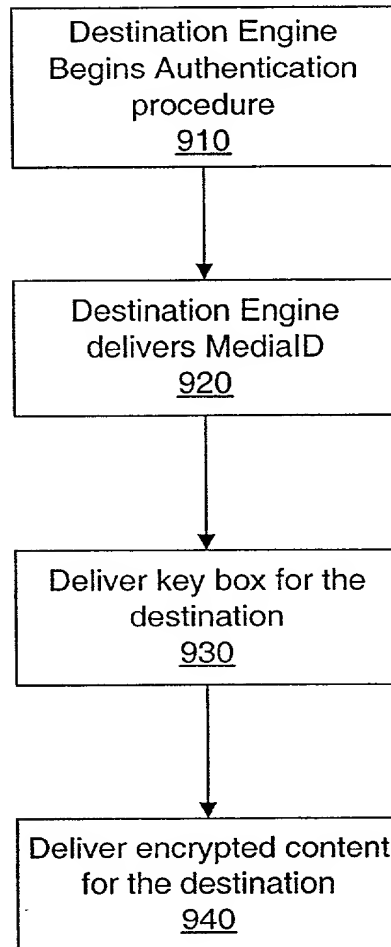 Destination Engine
Begins Authentication
procedure
910
Destination Engine
delivers MediaID
920
Deliver key box for the
destination
930
Deliver encrypted content
for the destination
940